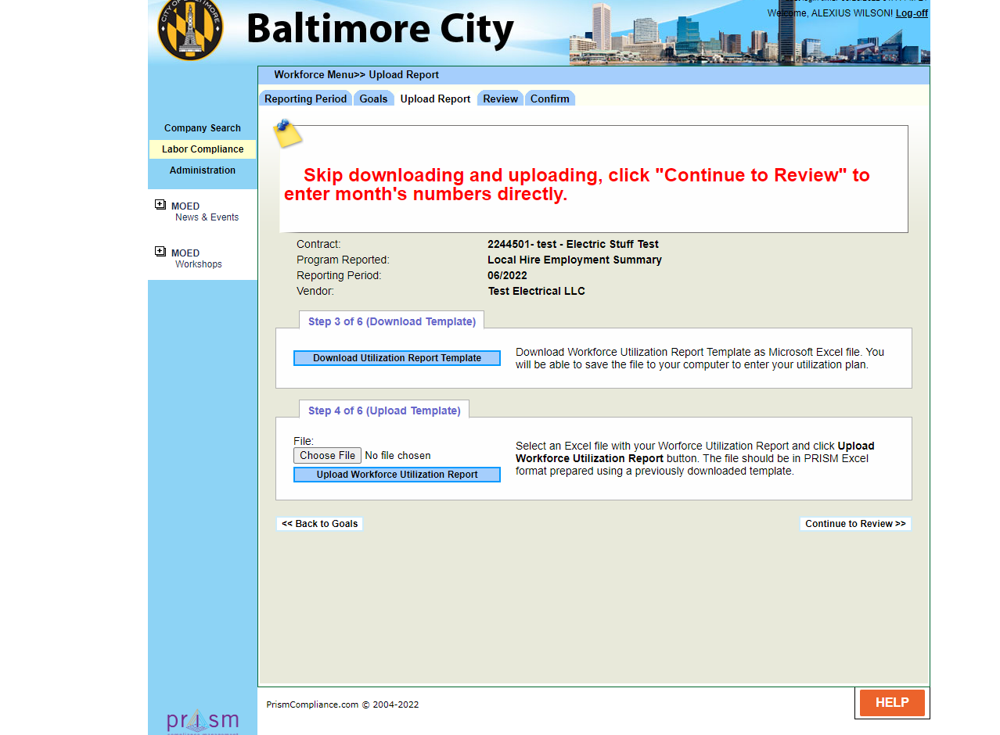 CITY OF BALTIMORE
Baltimore City
Welcome, ALEXIUS WILSON! Log-off
Workforce Menu>> Upload Report
Reporting Period Goals Upload Report Review Confirm
Company Search
Labor Compliance
Administration
MOED
News & Events
MOED
Workshops
Skip downloading and uploading, click "Continue to Review" to
enter month's numbers directly.
Contract: 2244501- test - Electric Stuff Test
Program Reported: Local Hire Employment Summary
Reporting Period: 06/2022
Vendor: Test Electrical LLC
Step 3 of 6 (Download Template)
Download Utilization Report Template
Download Workforce Utilization Report Template as Microsoft Excel file. You
will be able to save the file to your computer to enter your utilization plan.
Step 4 of 6 (Upload Template)
File:
Choose File No file chosen
Upload Workforce Utilization Report
Select an Excel file with your Worforce Utilization Report and click Upload
Workforce Utilization Report button. The file should be in PRISM Excel
format prepared using a previously downloaded template.
<< Back to Goals
Continue to Review >>
PrismCompliance.com © 2004-2022
HELP
prism